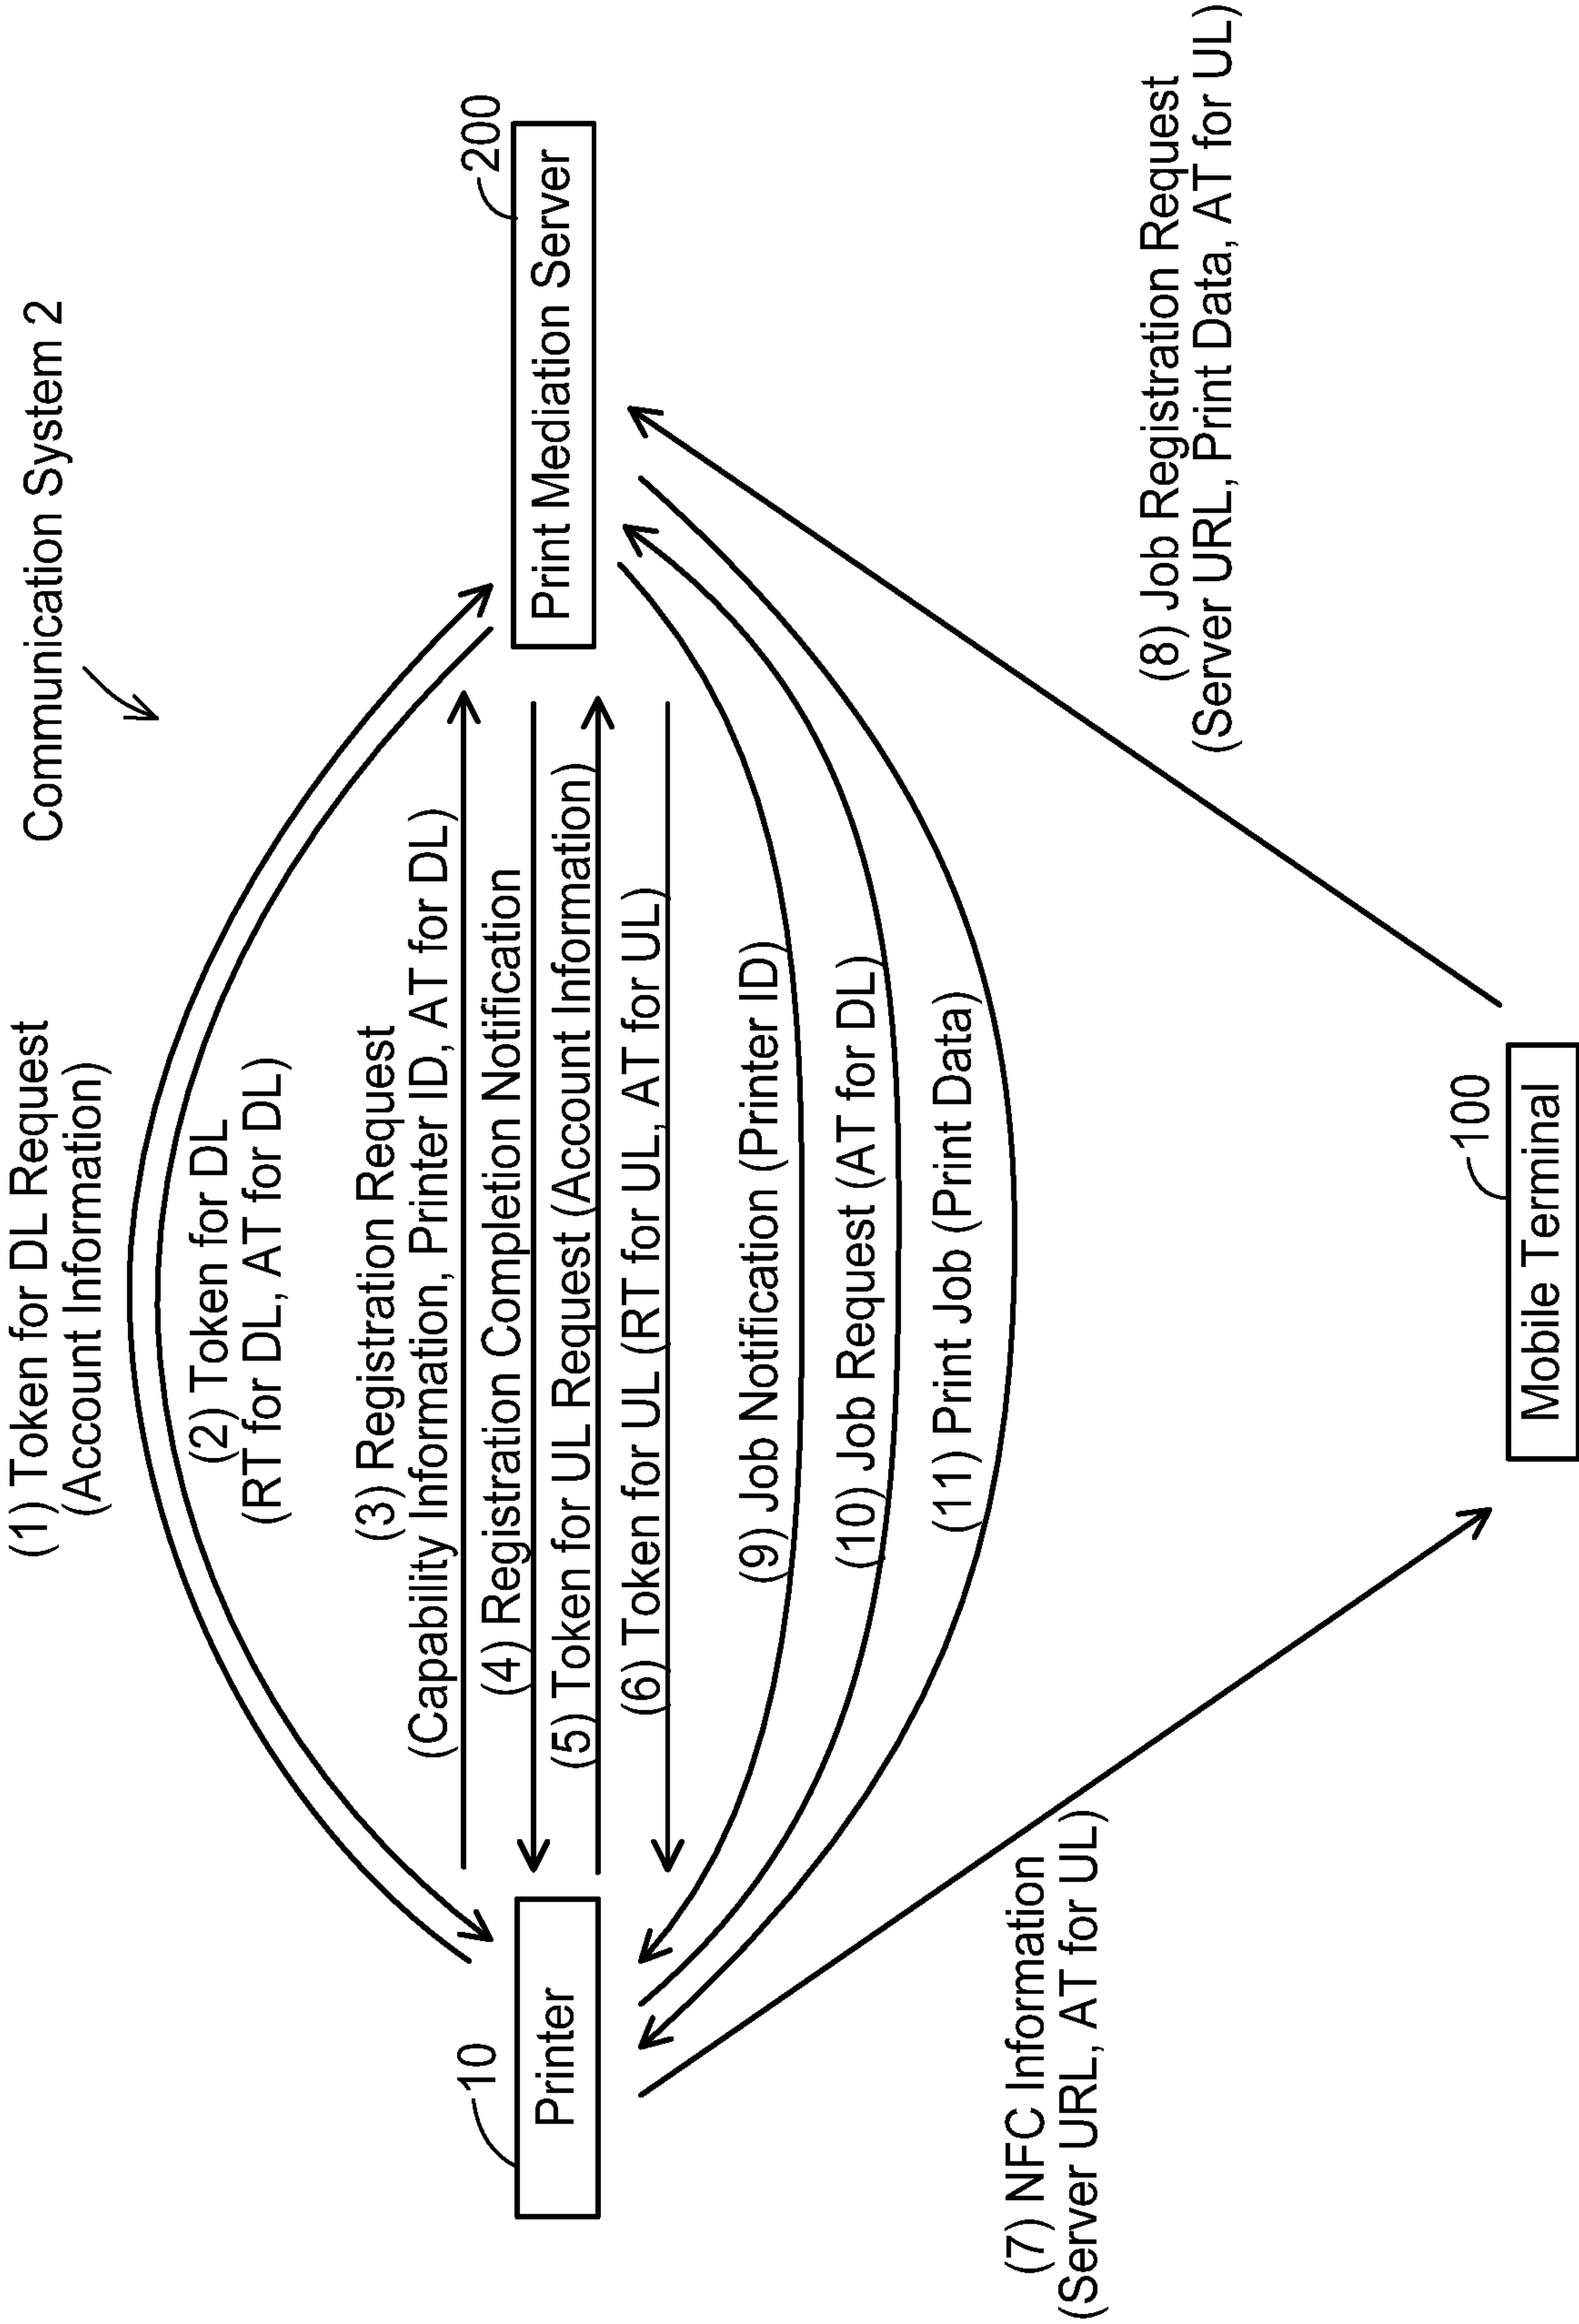 Communication System 2
(1) Token for DL Request
(Account Information)
(2) Token for DL
(RT for DL, AT for DL)
(3) Registration Request
(Capability Information, Printer ID, AT for DL)
(4) Registration Completion Notification
(5) Token for UL Request (Account Information)
(6) Token for UL (RT for UL, AT for UL)
10
Printer
200
Print Mediation Server
(9) Job Notification (Printer ID)
(10) Job Request (AT for DL)
(11) Print Job (Print Data)
(7) NFC Information
(Server URL, AT for UL)
(8) Job Registration Request
(Server URL, Print Data, AT for UL)
100
Mobile Terminal